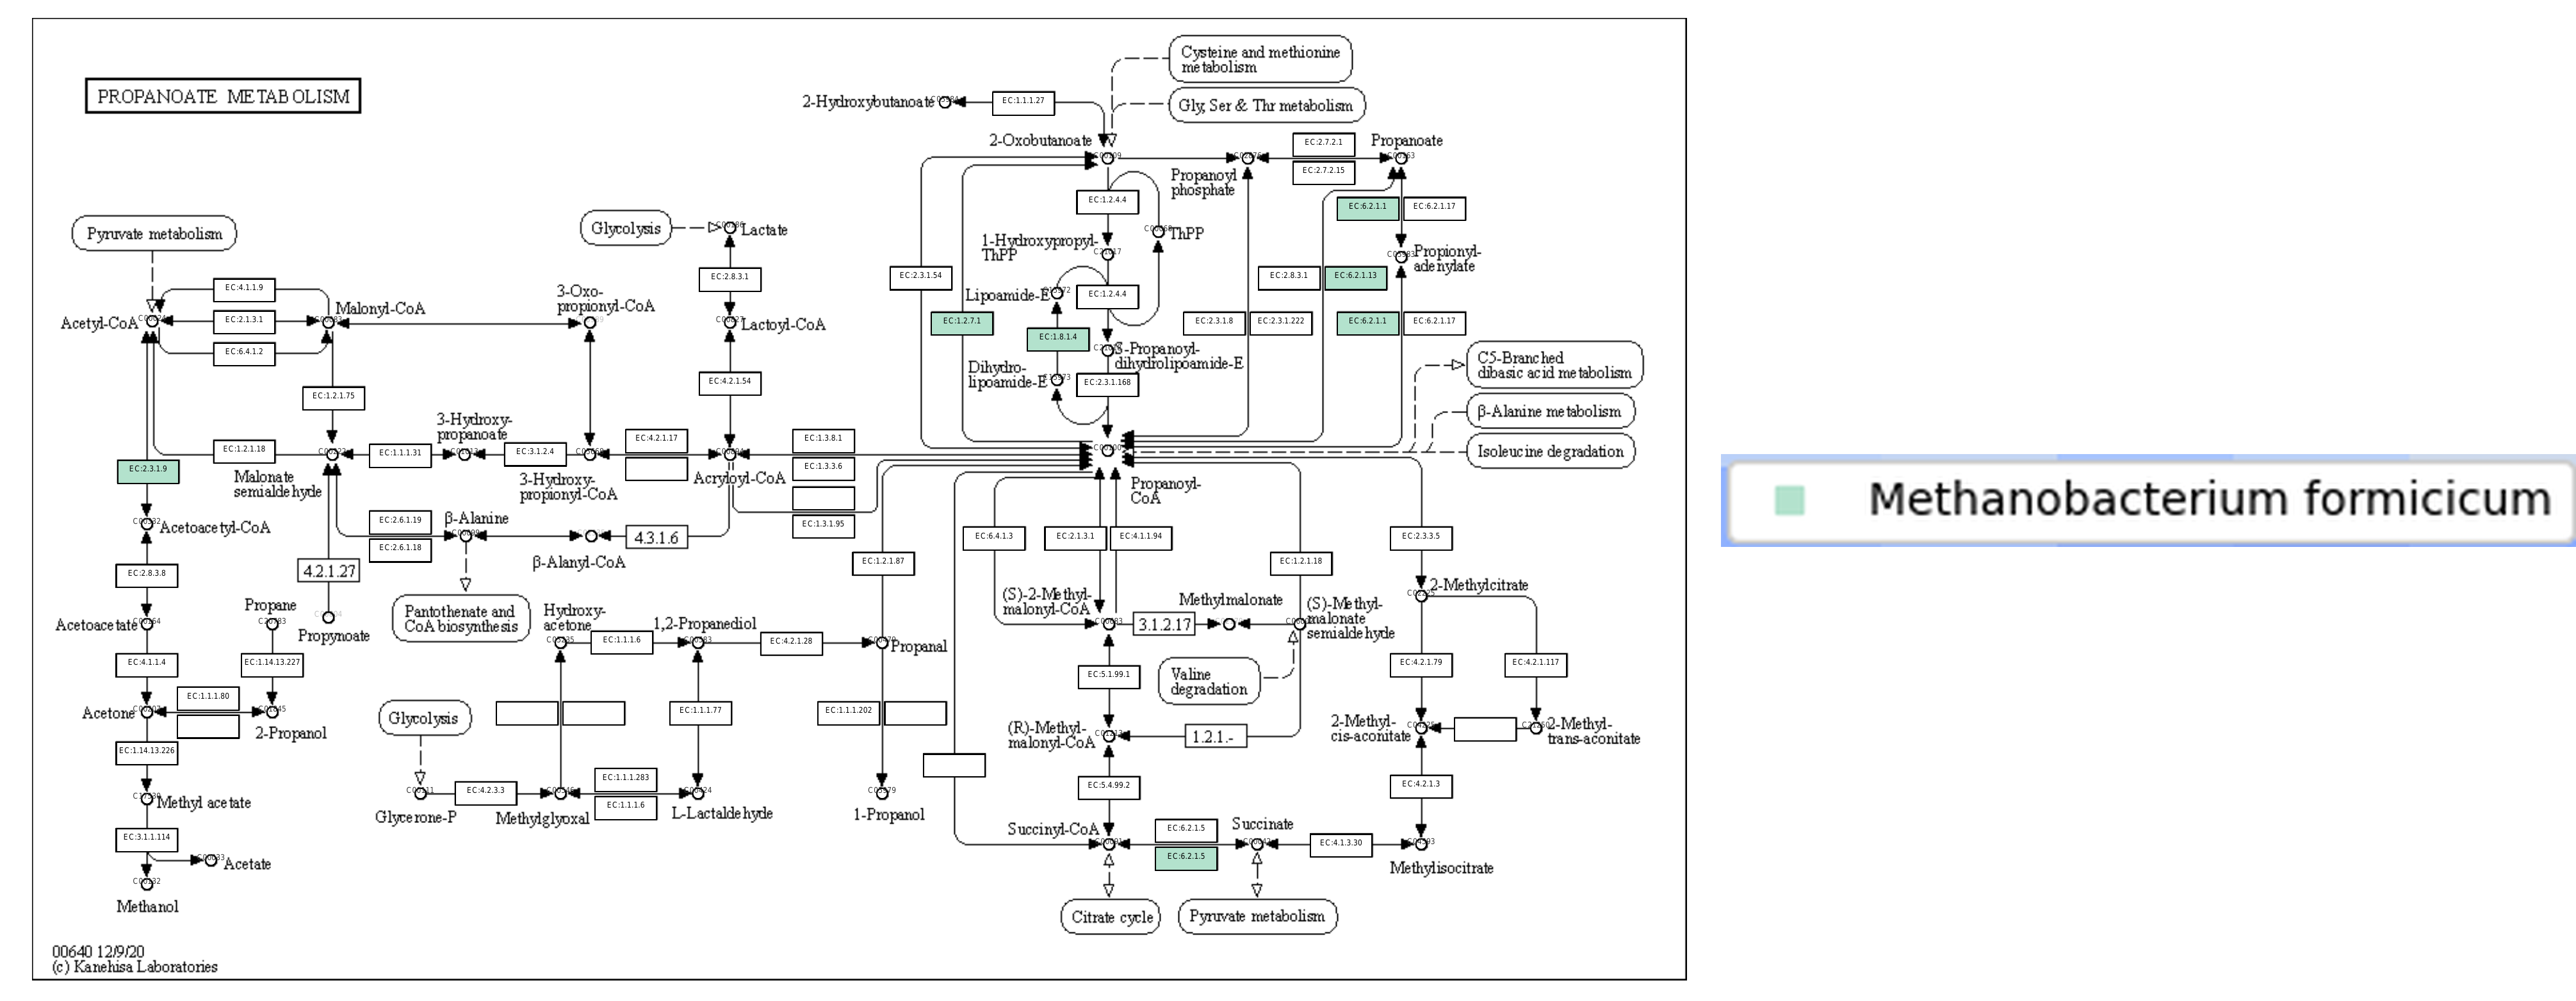 PROPANOATE METABOLISM
Cysteine and methionine
metabolism
Gly, Ser & Thr metabolism
2-Hydroxybutanoate
EC:1.1.1.27
2-Oxobutanoate
EC:2.7.2.1
EC:2.7.2.15
Propanoate
Propanoyl
phosphate
EC:1.2.4.4
EC:6.2.1.1
EC:6.2.1.17
ThPP
1-Hydroxypropyl-
ThPP
Propionyl-
adenylate
EC:2.3.1.54
EC:2.8.3.1
EC:6.2.1.13
Lipoamide-E
EC:1.2.4.4
EC:1.2.7.1
EC:1.8.1.4
EC:2.3.1.8
EC:2.3.1.222
EC:6.2.1.1
EC:6.2.1.17
S-Propanoyl-
dihydrolipoamide-E
Dihydro-
lipoamide-E
EC:2.3.1.168
C5-Branched
dibasic acid metabolism
β-Alanine metabolism
Isoleucine degradation
Pyruvate metabolism
Glycolysis
Lactate
EC:2.8.3.1
EC:4.1.1.9
Malonyl-CoA
3-Oxo-
propionyl-CoA
Acetyl-CoA
EC:2.1.3.1
Lactoyl-CoA
EC:6.4.1.2
EC:1.2.1.75
EC:4.2.1.54
3-Hydroxy-
propanoate
EC:1.2.1.18
EC:1.1.1.31
EC:3.1.2.4
EC:4.2.1.17
EC:1.3.8.1
EC:1.3.3.6
EC:2.3.1.9
Malonate
semialdehyde
3-Hydroxy-
propionyl-CoA
Acryloyl-CoA
EC:1.3.1.95
Propanoyl-
CoA
Acetoacetyl-CoA
EC:2.6.1.19
EC:2.6.1.18
β-Alanine
4.3.1.6
β-Alanyl-CoA
EC:2.8.3.8
4.2.1.27
EC:1.2.1.87
EC:6.4.1.3
EC:2.1.3.1
EC:4.1.1.94
EC:1.2.1.18
EC:2.3.3.5
2-Methylcitrate
Acetoacetate
Propane
Propynoate
Pantothenate and
CoA biosynthesis
Hydroxy-
acetone
EC:1.1.1.6
1,2-Propanediol
EC:4.2.1.28
Propanal
(S)-2-Methyl-
malonyl-CoA
3.1.2.17
Methylmalonate
(S)-Methyl-
malonate
semialdehyde
EC:4.1.1.4
EC:1.14.13.227
EC:5.1.99.1
Valine
degradation
EC:4.2.1.79
EC:4.2.1.117
Acetone
EC:1.1.1.80
2-Propanol
Glycolysis
EC:1.1.1.77
EC:1.1.1.202
(R)-Methyl-
malonyl-CoA
1.2.1.-
2-Methyl-
cis-aconitate
2-Methyl-
trans-aconitate
EC:1.14.13.226
Methyl acetate
EC:4.2.3.3
EC:1.1.1.283
EC:1.1.1.6
Glycerone-P
Methylglyoxal
L-Lactaldehyde
1-Propanol
EC:5.4.99.2
EC:4.2.1.3
EC:3.1.1.114
Acetate
Methanol
Succinyl-CoA
EC:6.2.1.5
EC:6.2.1.5
Succinate
EC:4.1.3.30
Methylisocitrate
Citrate cycle
Pyruvate metabolism
00640 12/9/20
(c) Kanehisa Laboratories
Methanobacterium formicicum